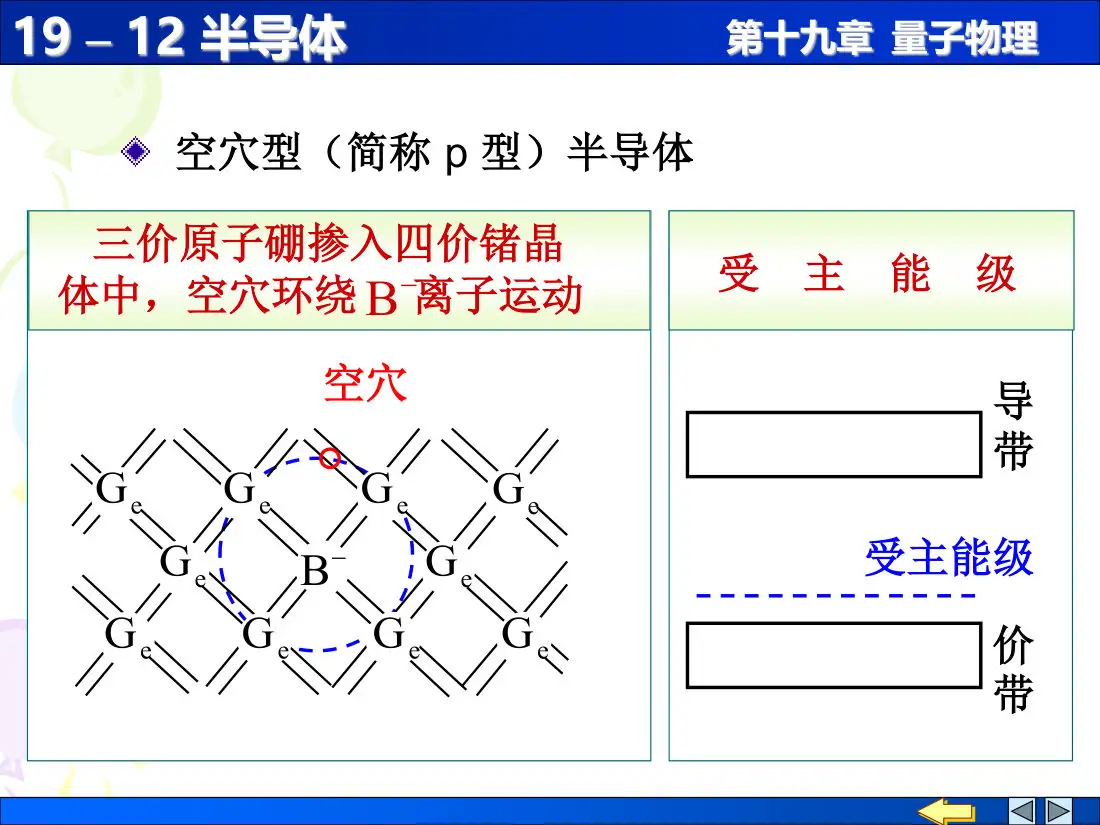 19 – 12 半导体
第十九章 量子物理
空穴型（简称 p 型）半导体
三价原子硼掺入四价锗晶
体中，空穴环绕 B⁻ 离子运动
受 主 能 级
空穴
Ge Ge Ge Ge
Ge B⁻ Ge
Ge Ge Ge Ge
导带
受主能级
价带